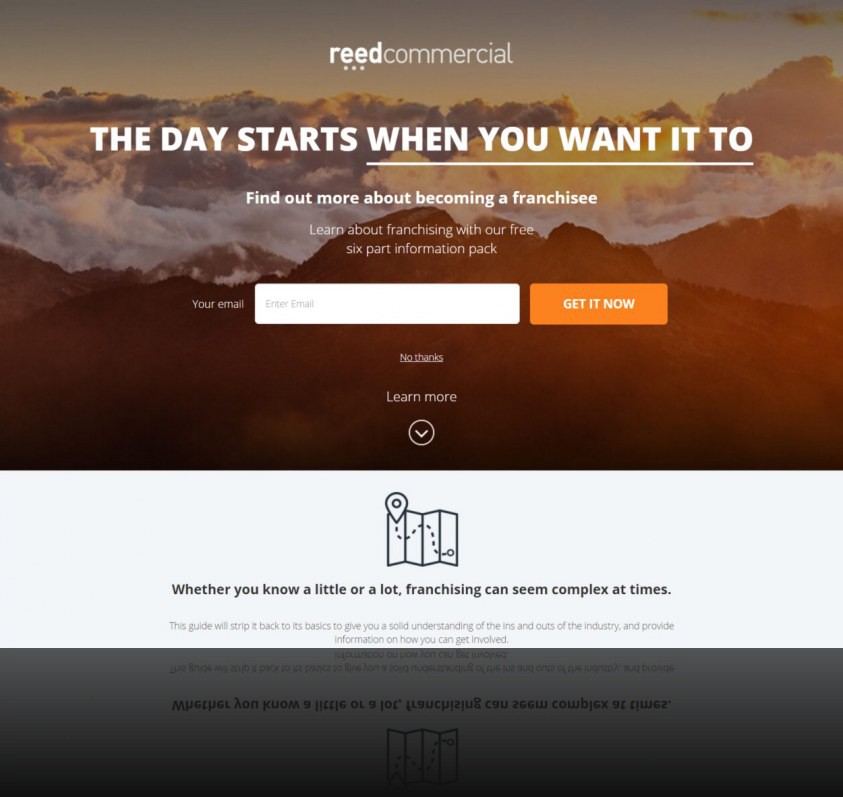 reedcommercial
THE DAY STARTS WHEN YOU WANT IT TO
Find out more about becoming a franchisee
Learn about franchising with our free
six part information pack
Your email Enter Email GET IT NOW
No thanks
Learn more
Whether you know a little or a lot, franchising can seem complex at times.
This guide will strip it back to its basics to give you a solid understanding of the ins and outs of the industry, and provide
information on how you can get involved.